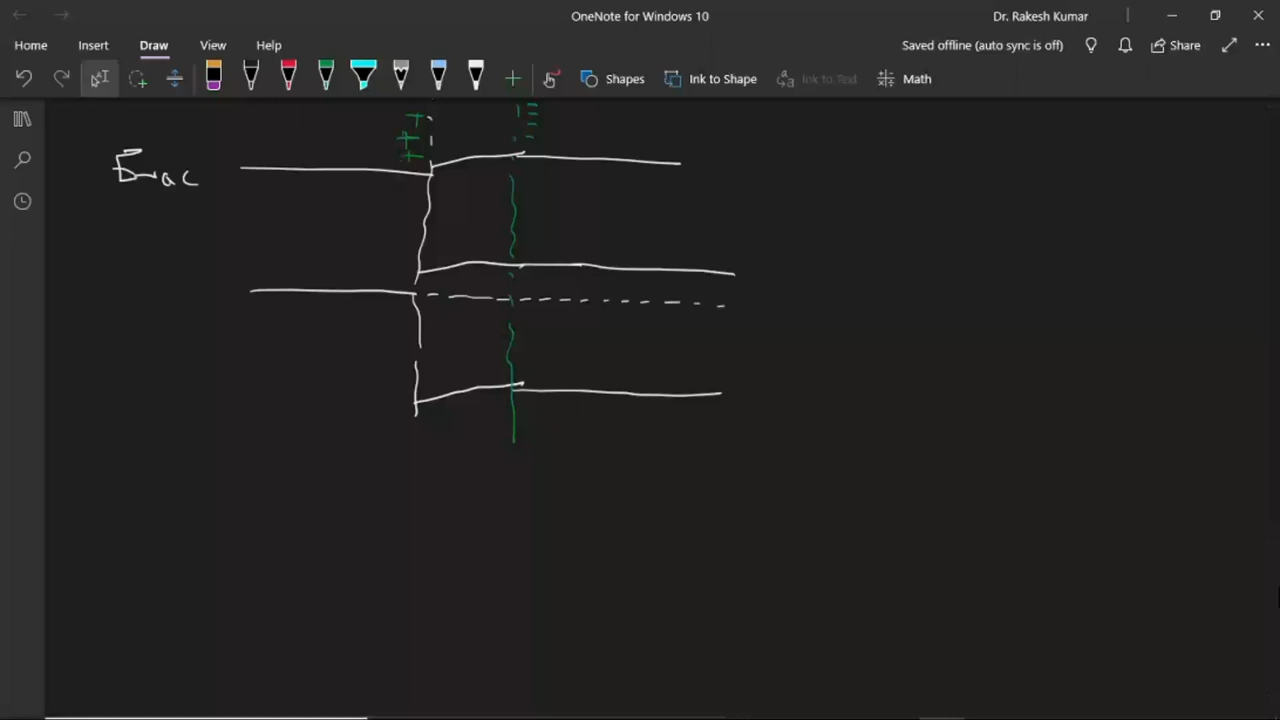 OneNote for Windows 10 Dr. Rakesh Kumar
Home Insert Draw View Help Saved offline (auto sync is off) Share
Shapes Ink to Shape Ink to Text Math
+
+
+
Evac